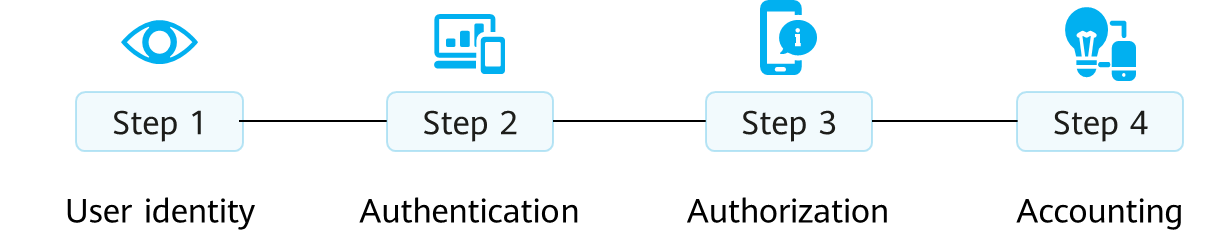 Step 1
Step 2
Step 3
Step 4
User identity
Authentication
Authorization
Accounting